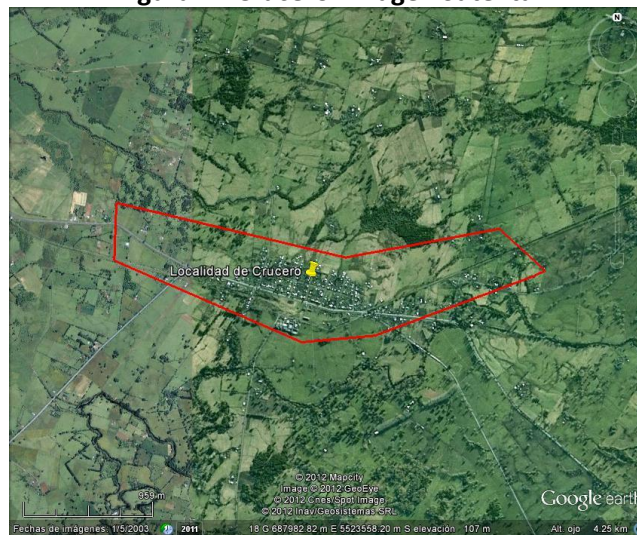 N
Localidad de Crucero
959 m
© 2012 Mapcity
Image © 2012 GeoEye
© 2012 Cnes/Spot Image
© 2012 Inav/Geosistemas SRL
Google earth
Fechas de imágenes: 1/5/2003 2011 18 G 687982.82 m E 5523558.20 m S elevación 107 m Alt. ojo 4.25 km